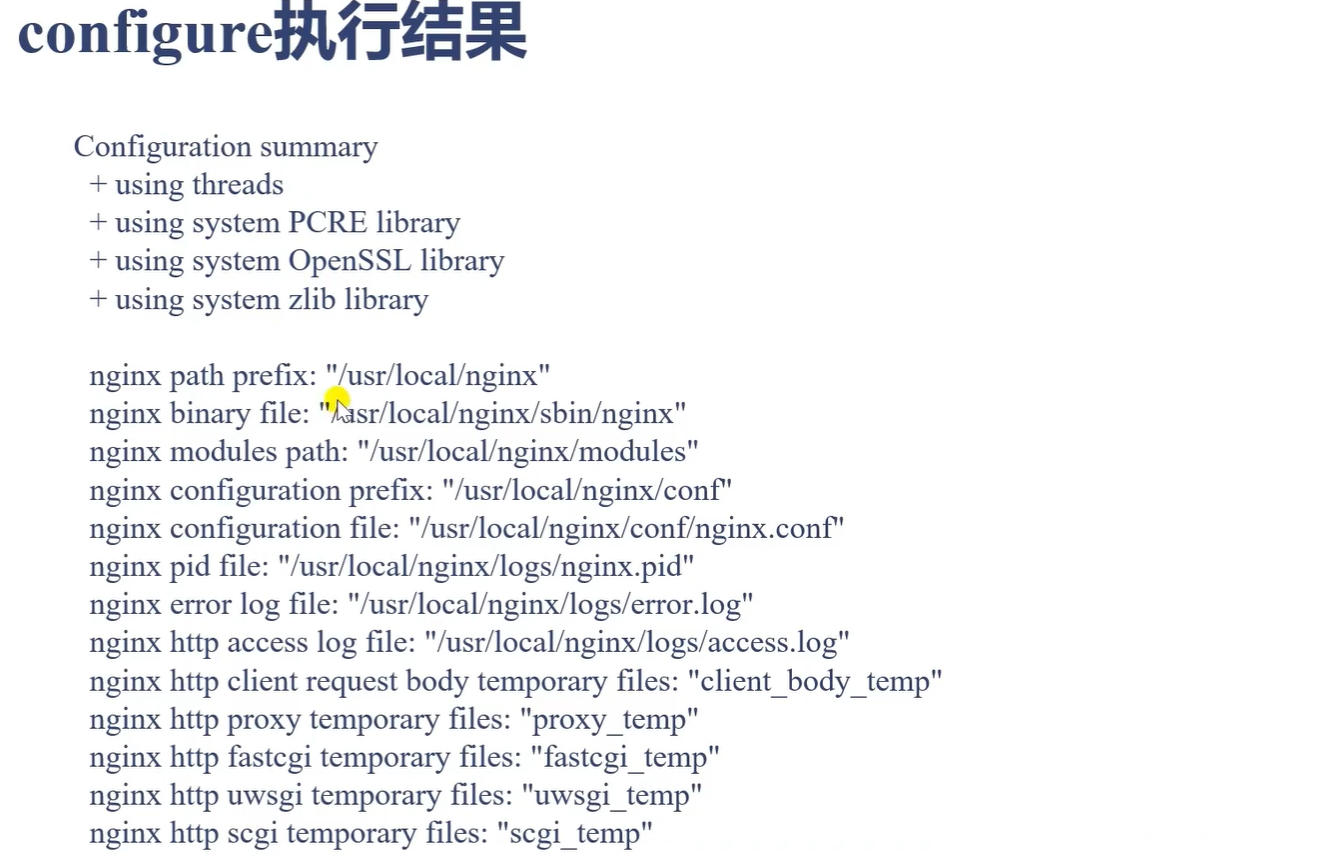 configure执行结果
Configuration summary
+ using threads
+ using system PCRE library
+ using system OpenSSL library
+ using system zlib library
nginx path prefix: "/usr/local/nginx"
nginx binary file: "/usr/local/nginx/sbin/nginx"
nginx modules path: "/usr/local/nginx/modules"
nginx configuration prefix: "/usr/local/nginx/conf"
nginx configuration file: "/usr/local/nginx/conf/nginx.conf"
nginx pid file: "/usr/local/nginx/logs/nginx.pid"
nginx error log file: "/usr/local/nginx/logs/error.log"
nginx http access log file: "/usr/local/nginx/logs/access.log"
nginx http client request body temporary files: "client_body_temp"
nginx http proxy temporary files: "proxy_temp"
nginx http fastcgi temporary files: "fastcgi_temp"
nginx http uwsgi temporary files: "uwsgi_temp"
nginx http scgi temporary files: "scgi_temp"